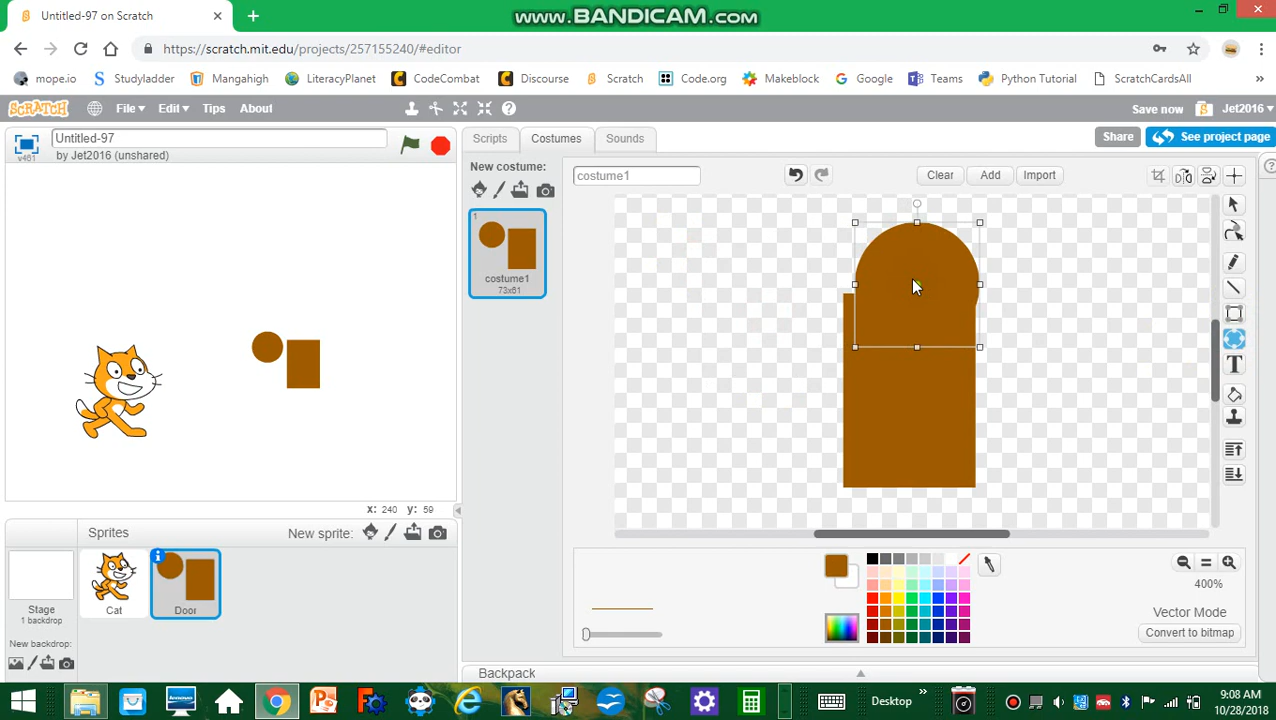 www.BANDICAM.com
Untitled-97 on Scratch
https://scratch.mit.edu/projects/257155240/#editor
mope.io
Studyladder
Mangahigh
LiteracyPlanet
CodeCombat
Discourse
Scratch
Code.org
Makeblock
Google
Teams
Python Tutorial
ScratchCardsAll
SCRATCH
File
Edit
Tips
About
Save now
Jet2016
v461
Untitled-97
by Jet2016 (unshared)
Scripts
Costumes
Sounds
Share
See project page
New costume:
costume1
Clear
Add
Import
1
costume1
73x61
T
x: 240 y: 59
Sprites
New sprite:
Stage
1 backdrop
Cat
Door
New backdrop:
400%
Vector Mode
Convert to bitmap
Backpack
Desktop
9:08 AM
10/28/2018